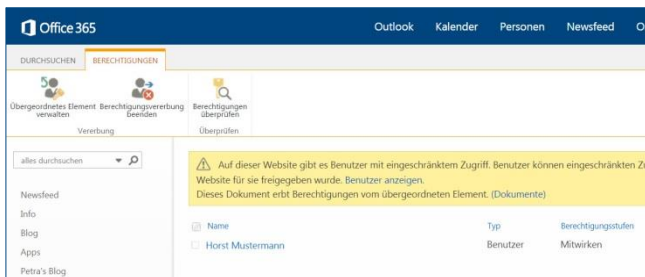 Office 365
Outlook Kalender Personen Newsfeed O
DURCHSUCHEN BERECHTIGUNGEN
Übergeordnetes Element verwalten
Berechtigungsvererbung beenden
Berechtigungen überprüfen
Vererbung Überprüfen
alles durchsuchen
Auf dieser Website gibt es Benutzer mit eingeschränktem Zugriff. Benutzer können eingeschränkten Zu
Website für sie freigegeben wurde. Benutzer anzeigen.
Dieses Dokument erbt Berechtigungen vom übergeordneten Element. (Dokumente)
Newsfeed
Info
Blog
Apps
Petra's Blog
Name Typ Berechtigungsstufen
Horst Mustermann Benutzer Mitwirken